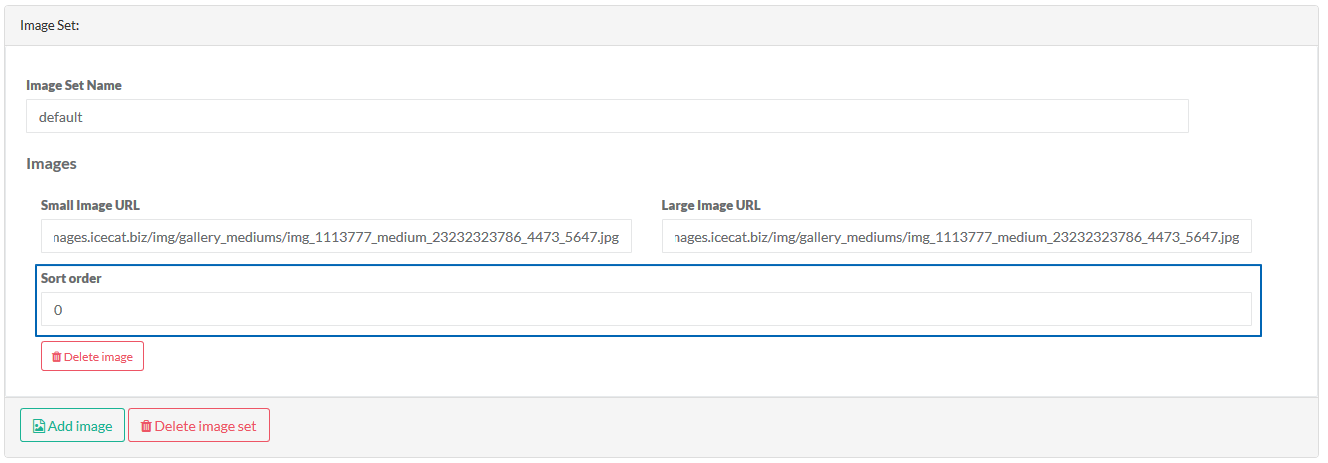 Image Set:
Image Set Name
default
Images
Small Image URL
Large Image URL
nages.icecat.biz/img/gallery_mediums/img_1113777_medium_23232323786_4473_5647.jpg
nages.icecat.biz/img/gallery_mediums/img_1113777_medium_23232323786_4473_5647.jpg
Sort order
0
Delete image
Add image
Delete image set